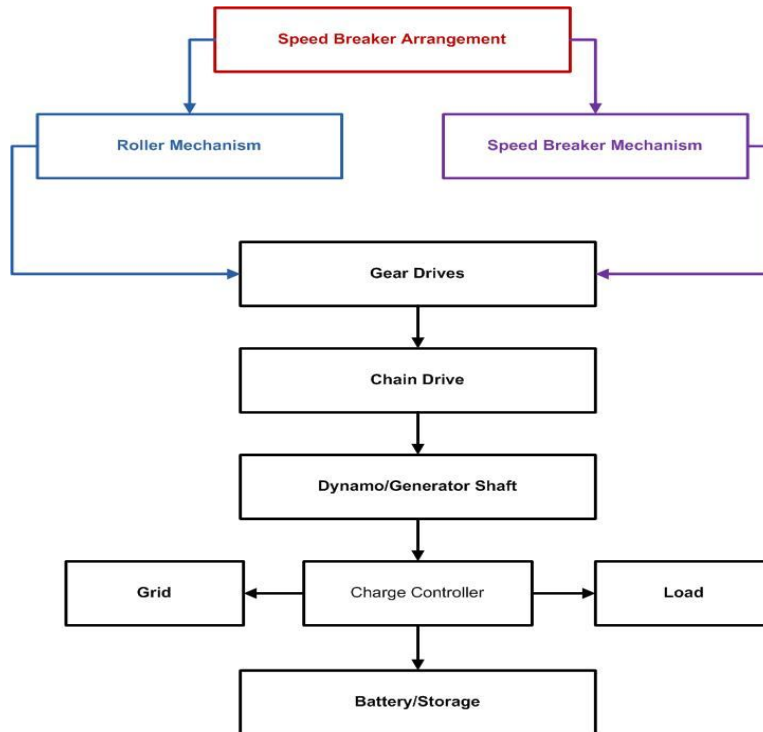 Speed Breaker Arrangement
Roller Mechanism
Speed Breaker Mechanism
Gear Drives
Chain Drive
Dynamo/Generator Shaft
Grid
Charge Controller
Load
Battery/Storage